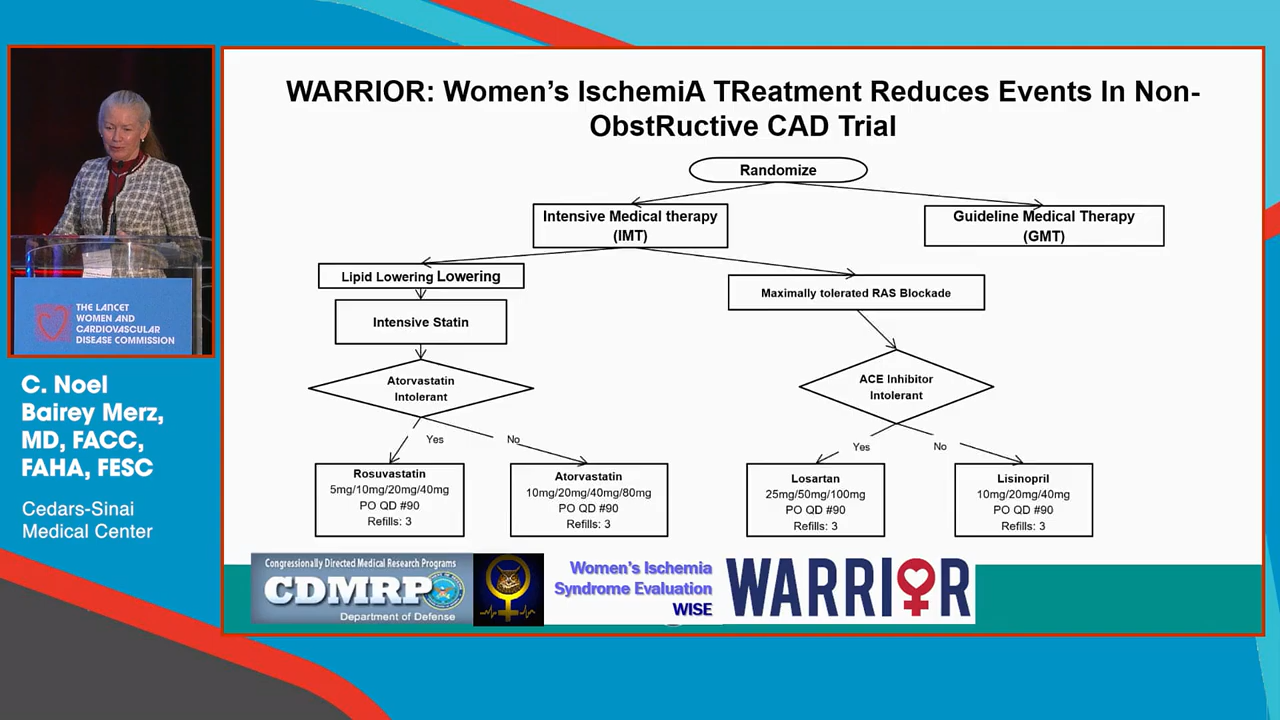 WARRIOR: Women's IschemiA TReatment Reduces Events In Non-
ObstRuctive CAD Trial
Randomize
Intensive Medical therapy
(IMT)
Guideline Medical Therapy
(GMT)
Lipid Lowering Lowering
Maximally tolerated RAS Blockade
Intensive Statin
Atorvastatin
Intolerant
ACE Inhibitor
Intolerant
Yes
No
Yes
No
Rosuvastatin
5mg/10mg/20mg/40mg
PO QD #90
Refills: 3
Atorvastatin
10mg/20mg/40mg/80mg
PO QD #90
Refills: 3
Losartan
25mg/50mg/100mg
PO QD #90
Refills: 3
Lisinopril
10mg/20mg/40mg
PO QD #90
Refills: 3
Congressionally Directed Medical Research Programs
CDMRP
Department of Defense
Women's Ischemia
Syndrome Evaluation
WISE
WARRIOR
THE LANCET
WOMEN AND
CARDIOVASCULAR
DISEASE COMMISSION
C. Noel
Bairey Merz,
MD, FACC,
FAHA, FESC
Cedars-Sinai
Medical Center